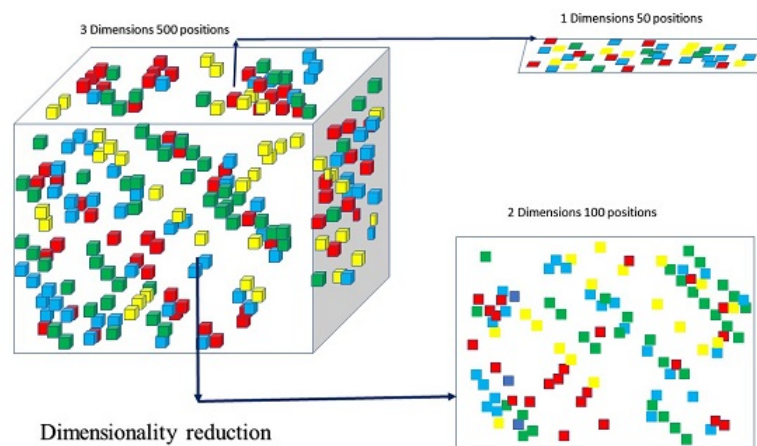 3 Dimensions 500 positions
1 Dimensions 50 positions
2 Dimensions 100 positions
Dimensionality reduction